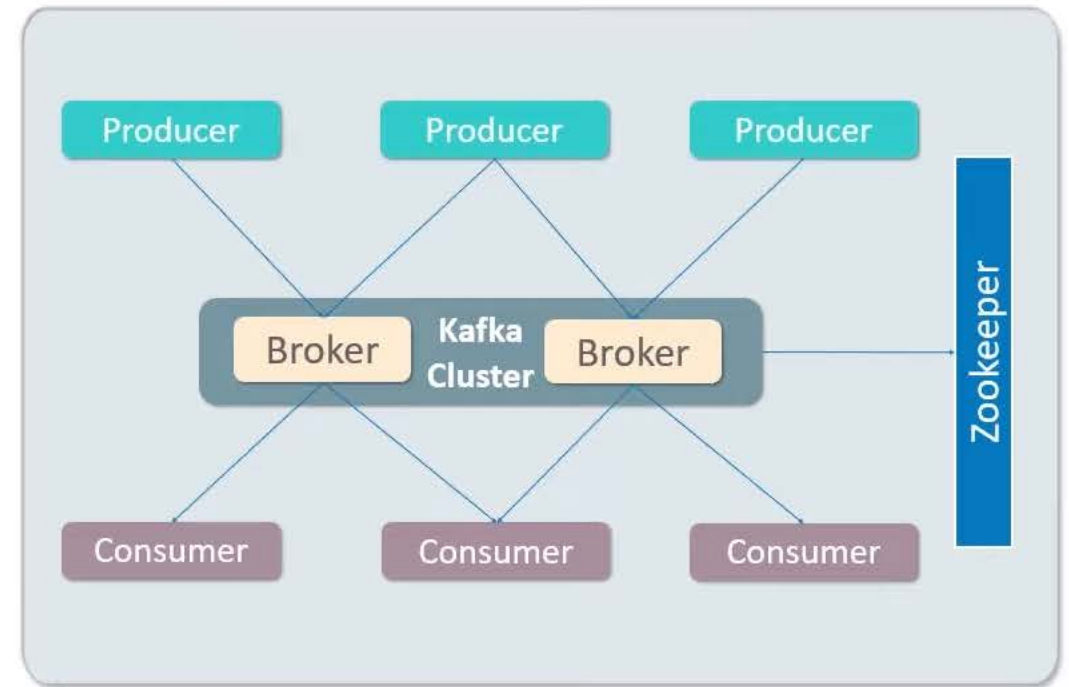 Producer
Producer
Producer
Broker
Kafka
Cluster
Broker
Zookeeper
Consumer
Consumer
Consumer